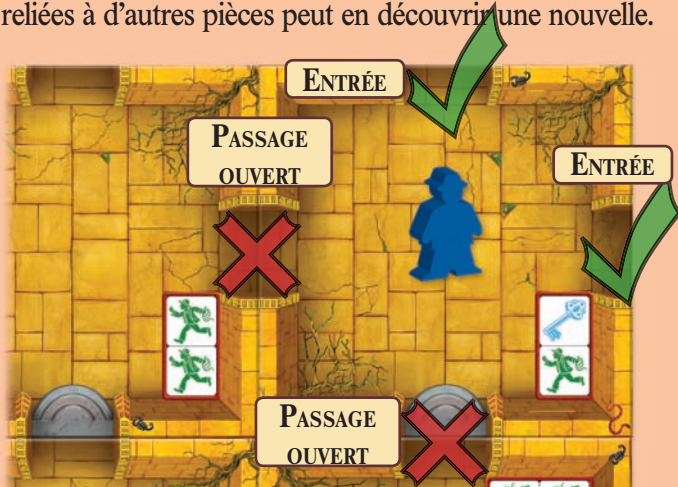 reliées à d’autres pièces peut en découvrir une nouvelle.
ENTRÉE
PASSAGE
OUVERT
ENTRÉE
PASSAGE
OUVERT